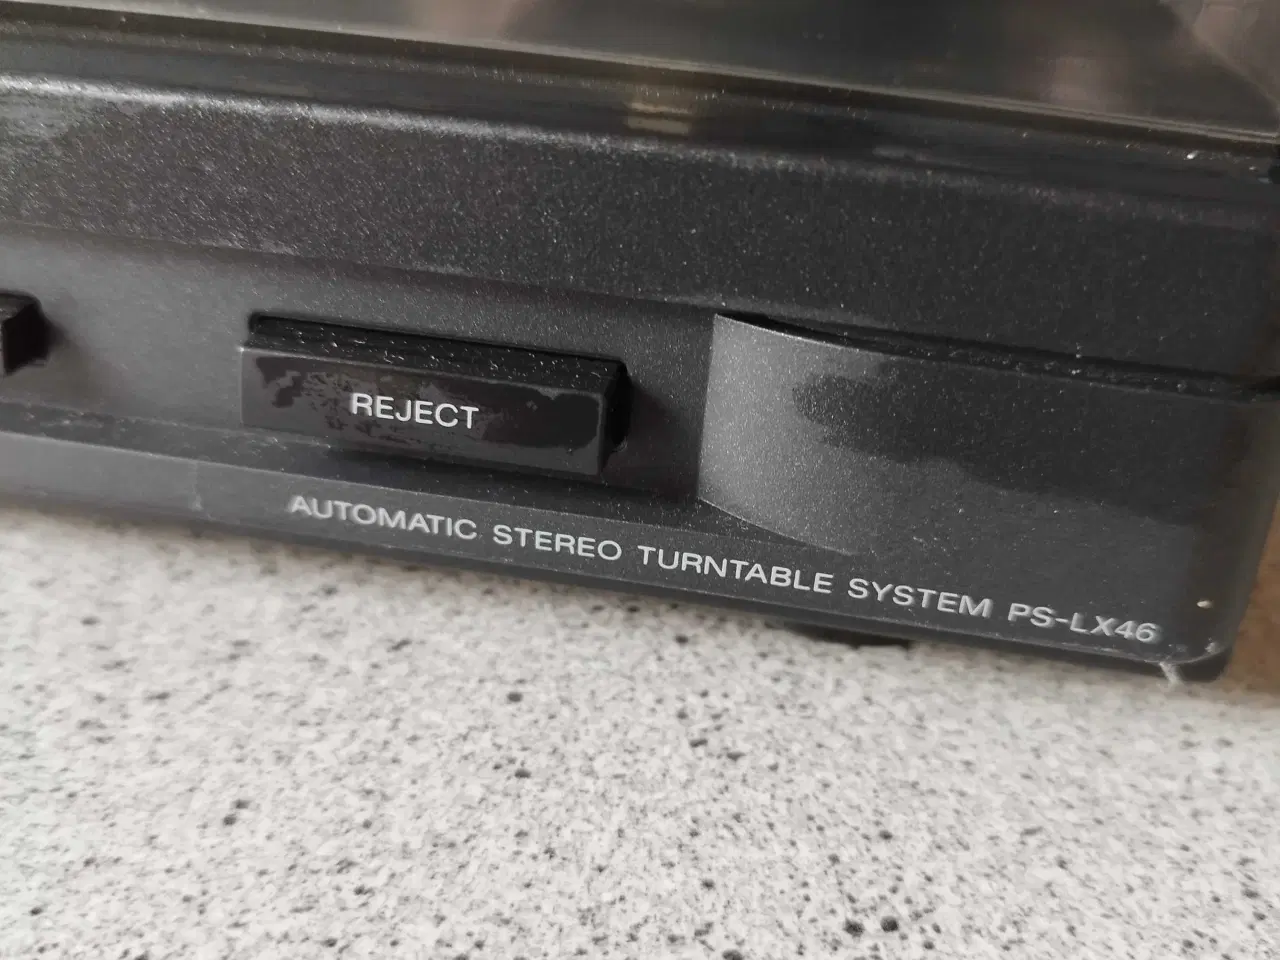 REJECT
AUTOMATIC STEREO TURNTABLE SYSTEM PS-LX46